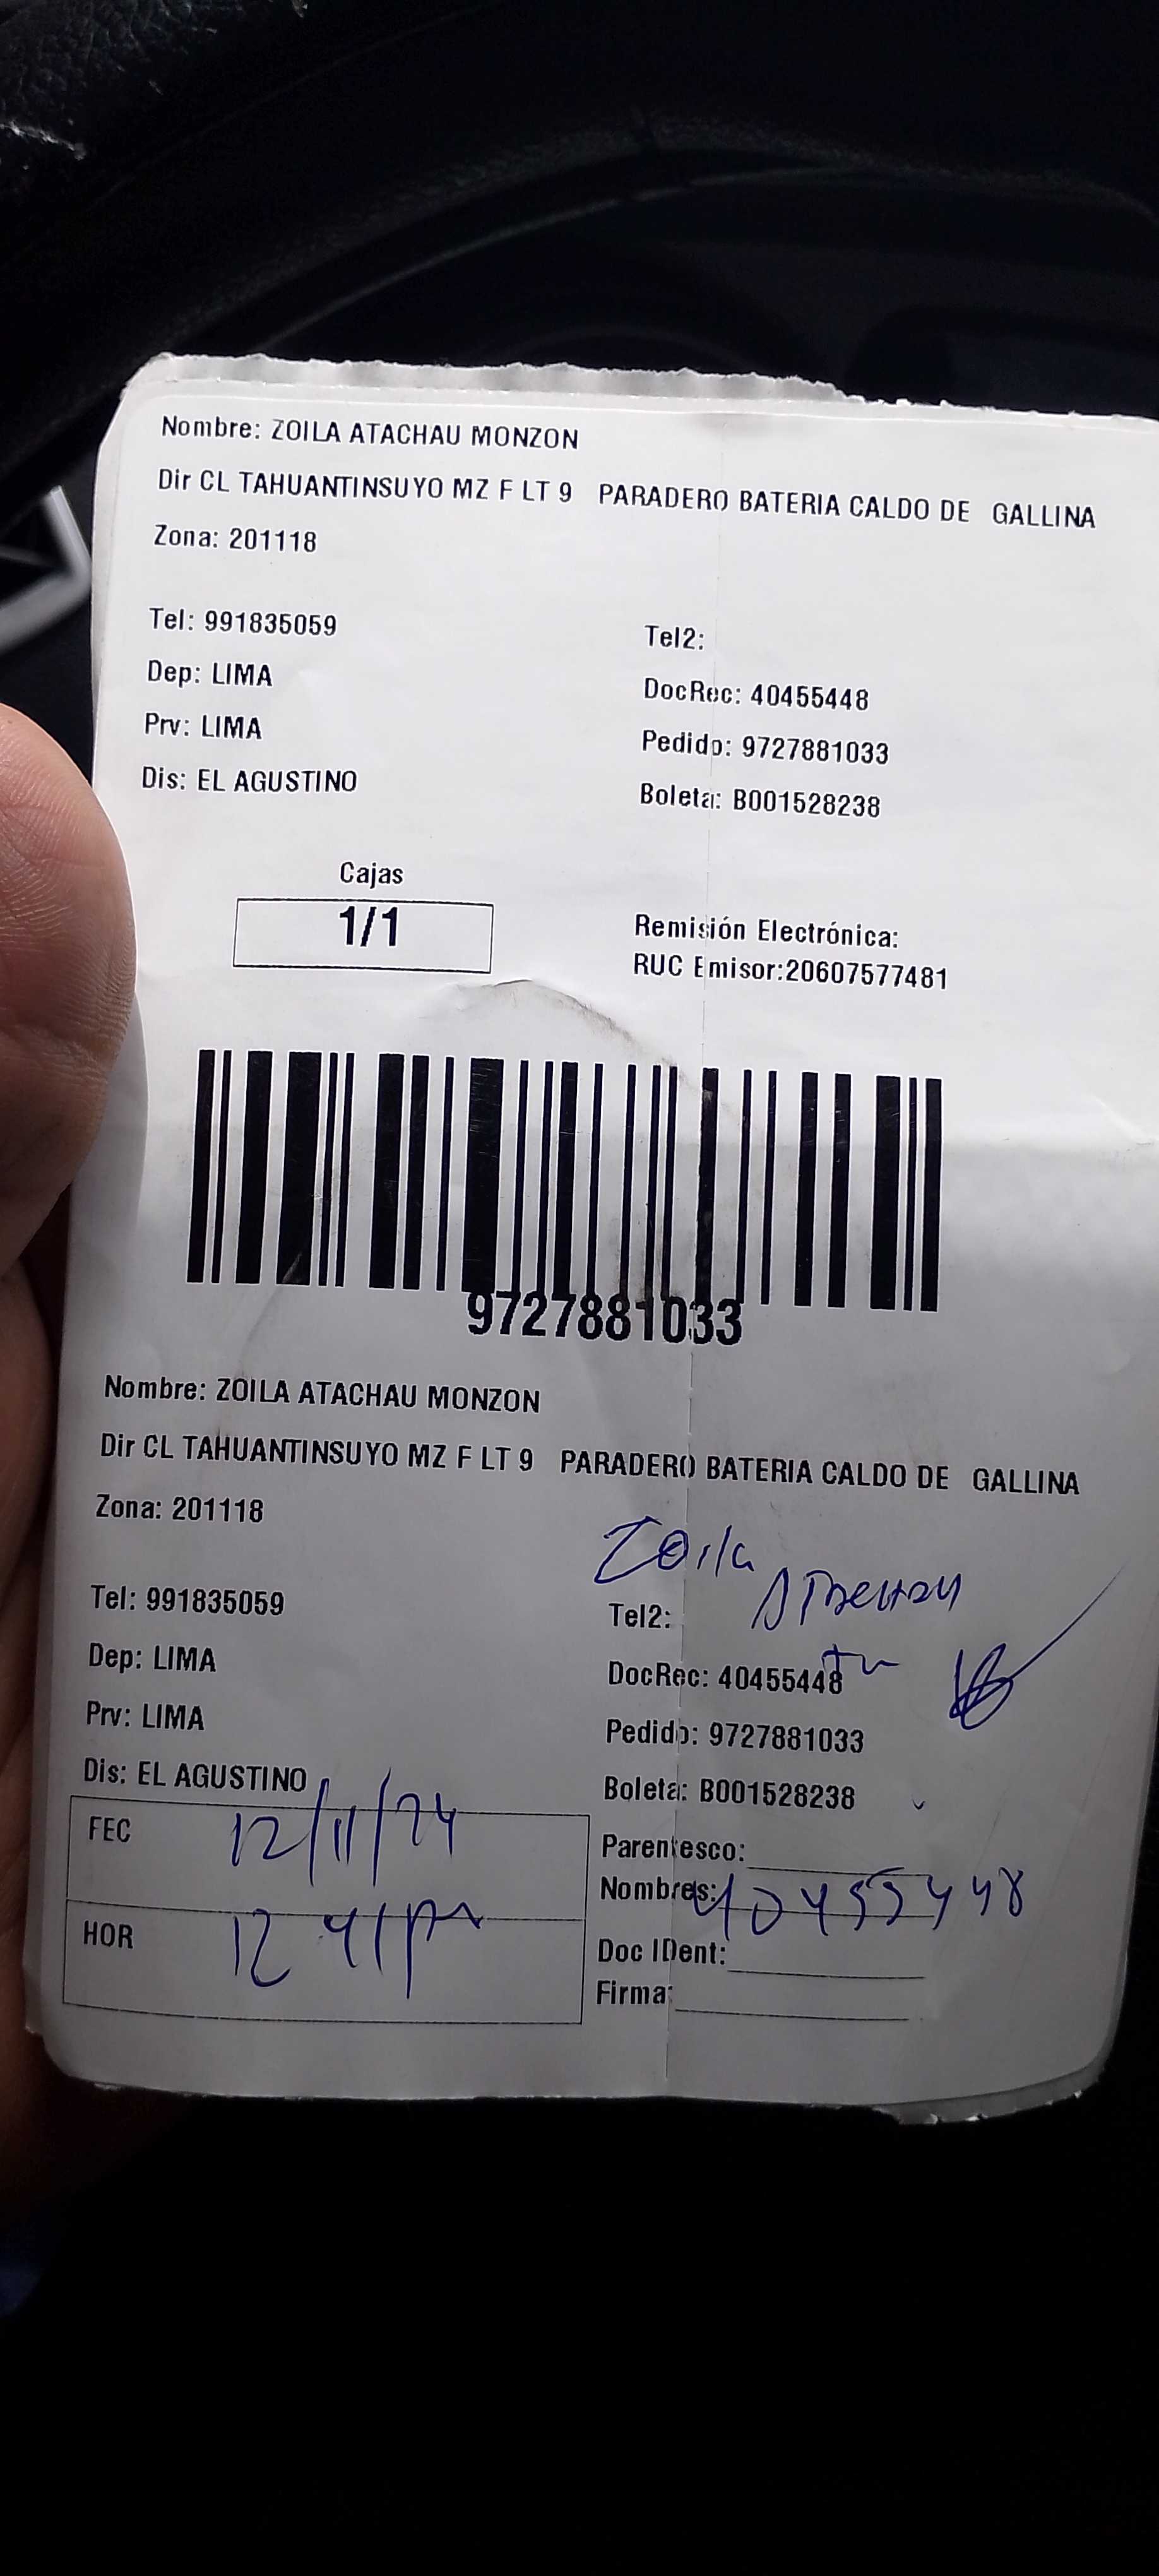 Nombre: ZOILA ATACHAU MONZON
Dir CL TAHUANTINSUYO MZ F LT 9 PARADERO BATERIA CALDO DE GALLINA
Zona: 201118
Tel: 991835059
Tel2:
Dep: LIMA
DocRec: 40455448
Prv: LIMA
Pedido: 9727881033
Dis: EL AGUSTINO
Boleta: B001528238
Cajas
1/1
Remisión Electrónica:
RUC Emisor:20607577481
9727881033
Nombre: ZOILA ATACHAU MONZON
Dir CL TAHUANTINSUYO MZ F LT 9 PARADERO BATERIA CALDO DE GALLINA
Zona: 201118
Zoila
Tel: 991835059
Tel2:
Dep: LIMA
DocRec: 40455448
Prv: LIMA
Pedido: 9727881033
Dis: EL AGUSTINO
Boleta: B001528238
FEC 12/11/24
Parentesco:
Nombres: 40455448
HOR 12 41 pm
Doc IDent:
Firma: